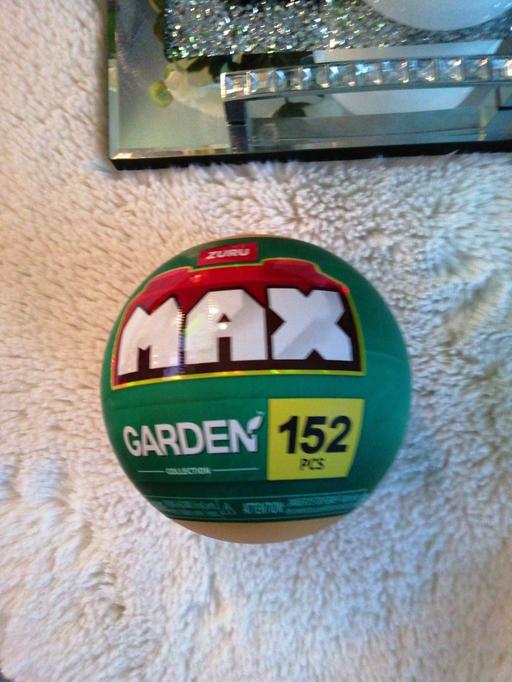 ZURU
MAX
GARDEN
COLLECTION
152
PCS
ATTENTION: